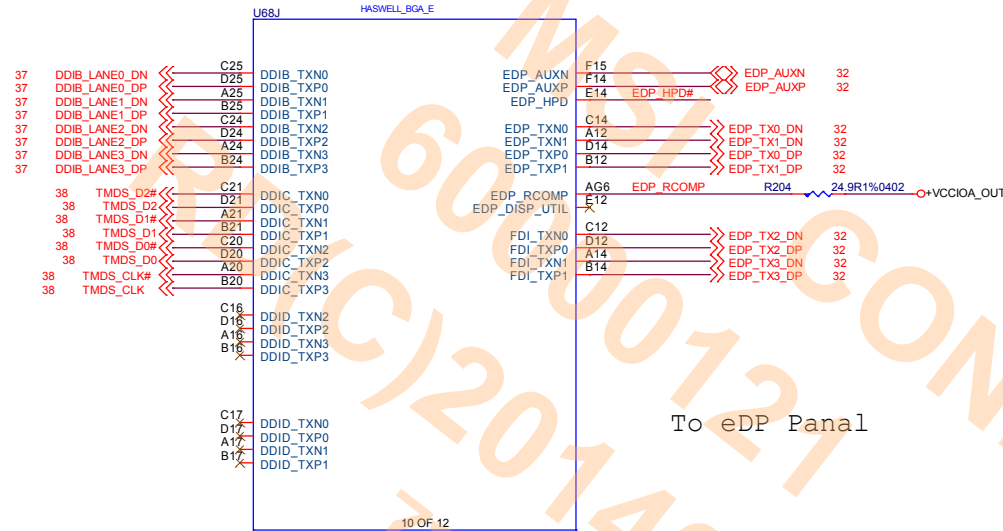 U68J HASWELL_BGA_E
37 DDIB_LANE0_DN C25 DDIB_TXN0
37 DDIB_LANE0_DP D25 DDIB_TXP0
37 DDIB_LANE1_DN A25 DDIB_TXN1
37 DDIB_LANE1_DP B25 DDIB_TXP1
37 DDIB_LANE2_DN C24 DDIB_TXN2
37 DDIB_LANE2_DP D24 DDIB_TXP2
37 DDIB_LANE3_DN A24 DDIB_TXN3
37 DDIB_LANE3_DP B24 DDIB_TXP3
38 TMDS_D2# C21 DDIC_TXN0
38 TMDS_D2 D21 DDIC_TXP0
38 TMDS_D1# A21 DDIC_TXN1
38 TMDS_D1 B21 DDIC_TXP1
38 TMDS_D0# C20 DDIC_TXN2
38 TMDS_D0 D20 DDIC_TXP2
38 TMDS_CLK# A20 DDIC_TXN3
38 TMDS_CLK B20 DDIC_TXP3
C16 DDID_TXN2
D16 DDID_TXP2
A16 DDID_TXN3
B16 DDID_TXP3
C17 DDID_TXN0
D17 DDID_TXP0
A17 DDID_TXN1
B17 DDID_TXP1
EDP_AUXN F15 EDP_AUXN 32
EDP_AUXP F14 EDP_AUXP 32
EDP_HPD E14 EDP_HPD#
EDP_TXN0 C14 EDP_TX0_DN 32
EDP_TXN1 A12 EDP_TX1_DN 32
EDP_TXP0 D14 EDP_TX0_DP 32
EDP_TXP1 B12 EDP_TX1_DP 32
EDP_RCOMP AG6 EDP_RCOMP R204 24.9R1%0402 +VCCIOA_OUT
EDP_DISP_UTIL E12
FDI_TXN0 C12 EDP_TX2_DN 32
FDI_TXP0 D12 EDP_TX2_DP 32
FDI_TXN1 A14 EDP_TX3_DN 32
FDI_TXP1 B14 EDP_TX3_DP 32
To eDP Panal
10 OF 12
MSI CON
60000121